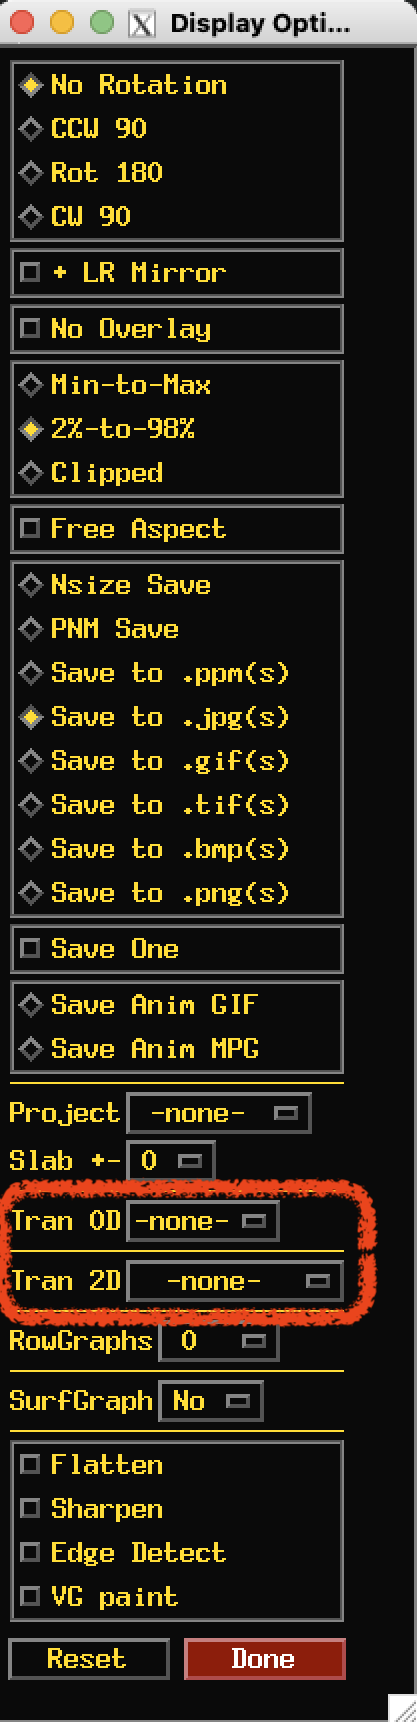 Display Opti...
No Rotation
CCW 90
Rot 180
CW 90
+ LR Mirror
No Overlay
Min-to-Max
2%-to-98%
Clipped
Free Aspect
Nsize Save
PNM Save
Save to .ppm(s)
Save to .jpg(s)
Save to .gif(s)
Save to .tif(s)
Save to .bmp(s)
Save to .png(s)
Save One
Save Anim GIF
Save Anim MPG
Project -none-
Slab +- 0
Tran 0D -none-
Tran 2D -none-
RowGraphs 0
SurfGraph No
Flatten
Sharpen
Edge Detect
VG paint
Reset Done